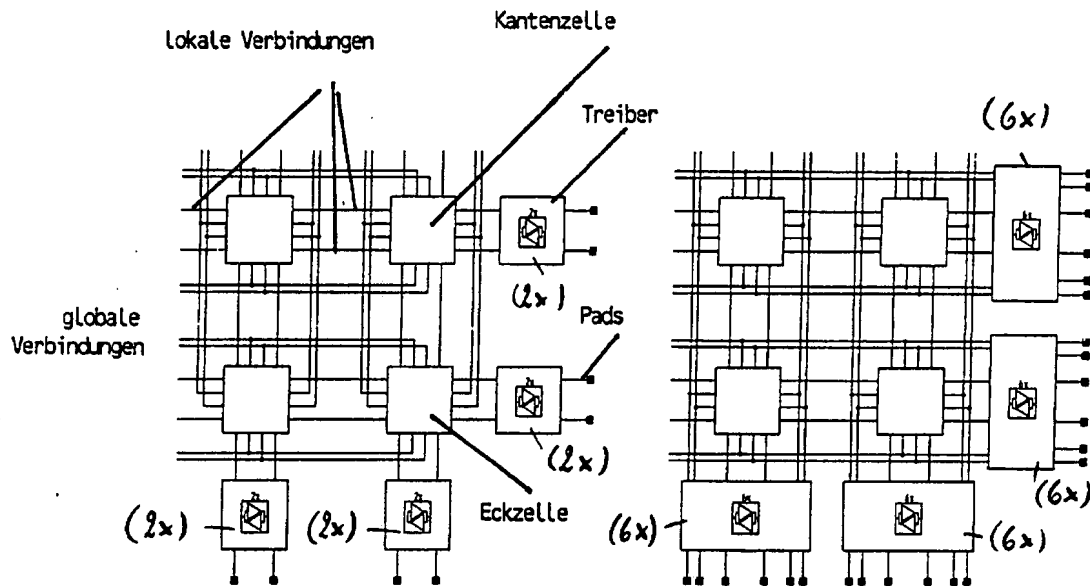 Kantenzelle
lokale Verbindungen
Treiber
(6x)
(2x)
globale
Verbindungen
Pads
(2x)
(2x)
(2x)
Eckzelle
(6x)
(6x)
(6x)